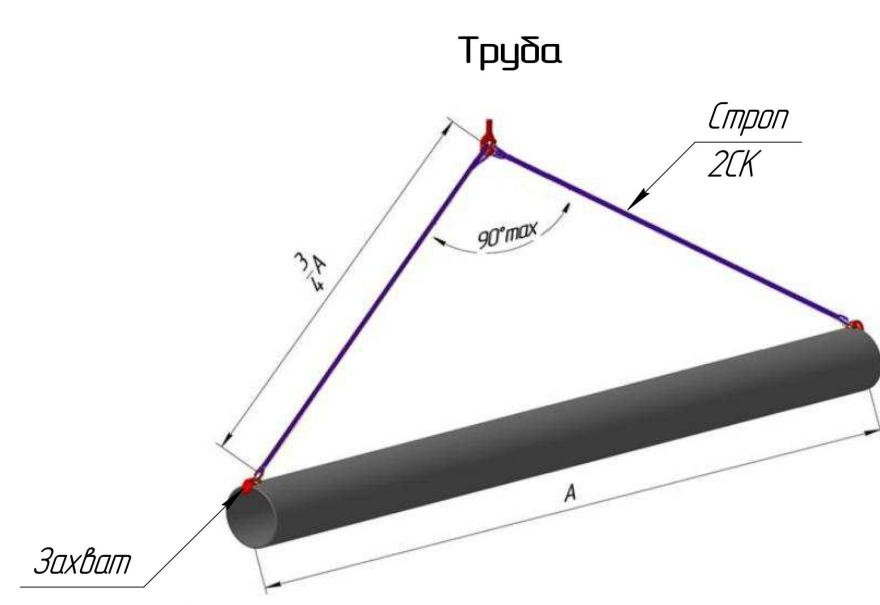 Труба
Строп
2СК
90°max
3/4 A
A
Захват